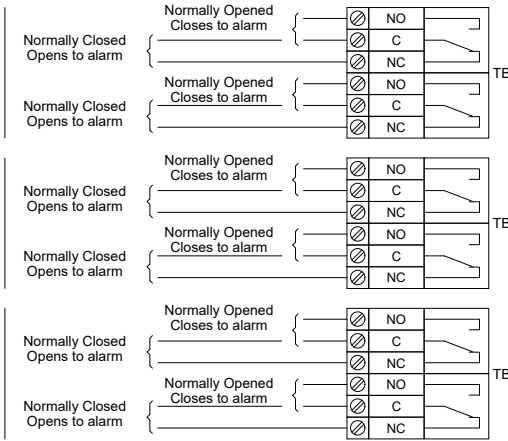 Normally Opened
Closes to alarm
NO
Normally Closed
Opens to alarm
C
NC
Normally Opened
Closes to alarm
NO
TB
Normally Closed
Opens to alarm
C
NC
Normally Opened
Closes to alarm
NO
Normally Closed
Opens to alarm
C
NC
Normally Opened
Closes to alarm
NO
TB
Normally Closed
Opens to alarm
C
NC
Normally Opened
Closes to alarm
NO
Normally Closed
Opens to alarm
C
NC
Normally Opened
Closes to alarm
NO
TB
Normally Closed
Opens to alarm
C
NC